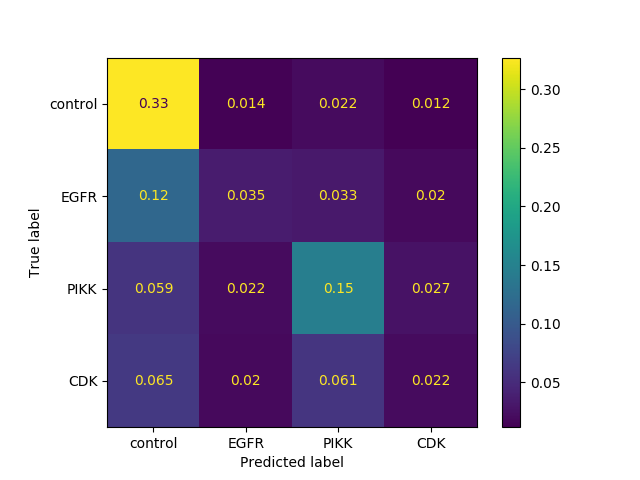 control 0.33 0.014 0.022 0.012
EGFR 0.12 0.035 0.033 0.02
PIKK 0.059 0.022 0.15 0.027
CDK 0.065 0.02 0.061 0.022
control EGFR PIKK CDK
Predicted label
True label
0.30
0.25
0.20
0.15
0.10
0.05